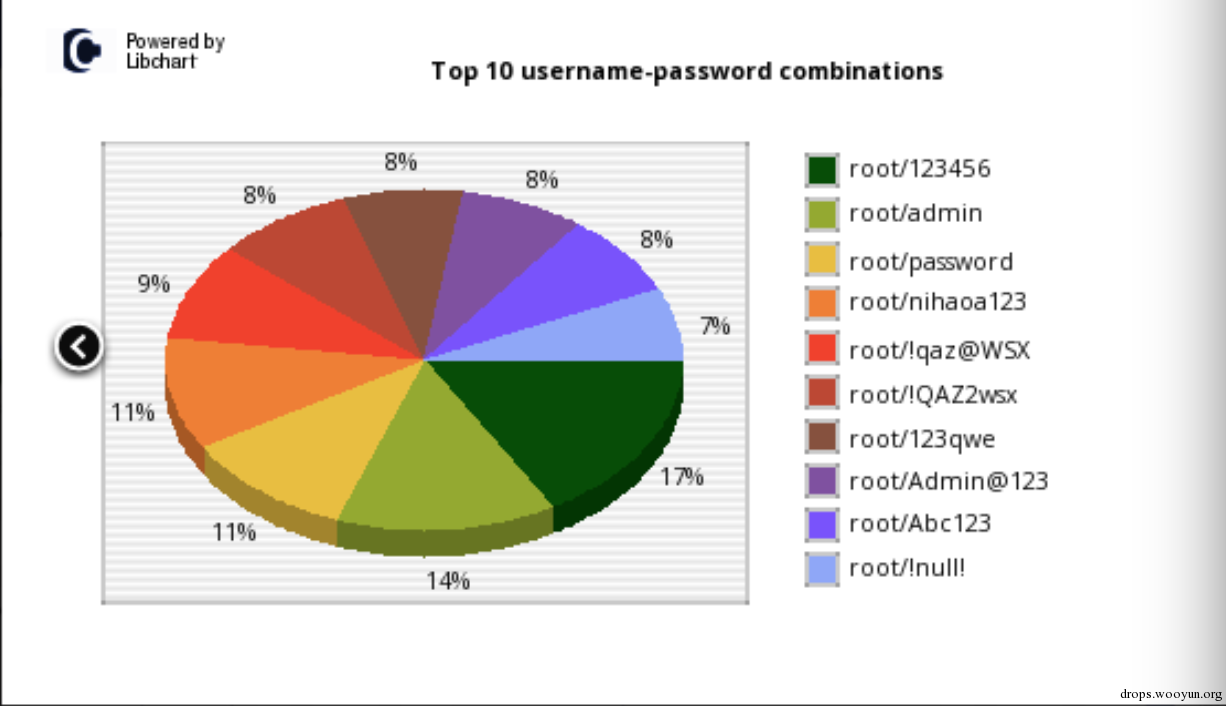 Powered by
Libchart
Top 10 username-password combinations
8%
8%
8%
8%
9%
7%
11%
17%
11%
14%
root/123456
root/admin
root/password
root/nihaoa123
root/!qaz@WSX
root/!QAZ2wsx
root/123qwe
root/Admin@123
root/Abc123
root/!null!
drops.wooyun.org